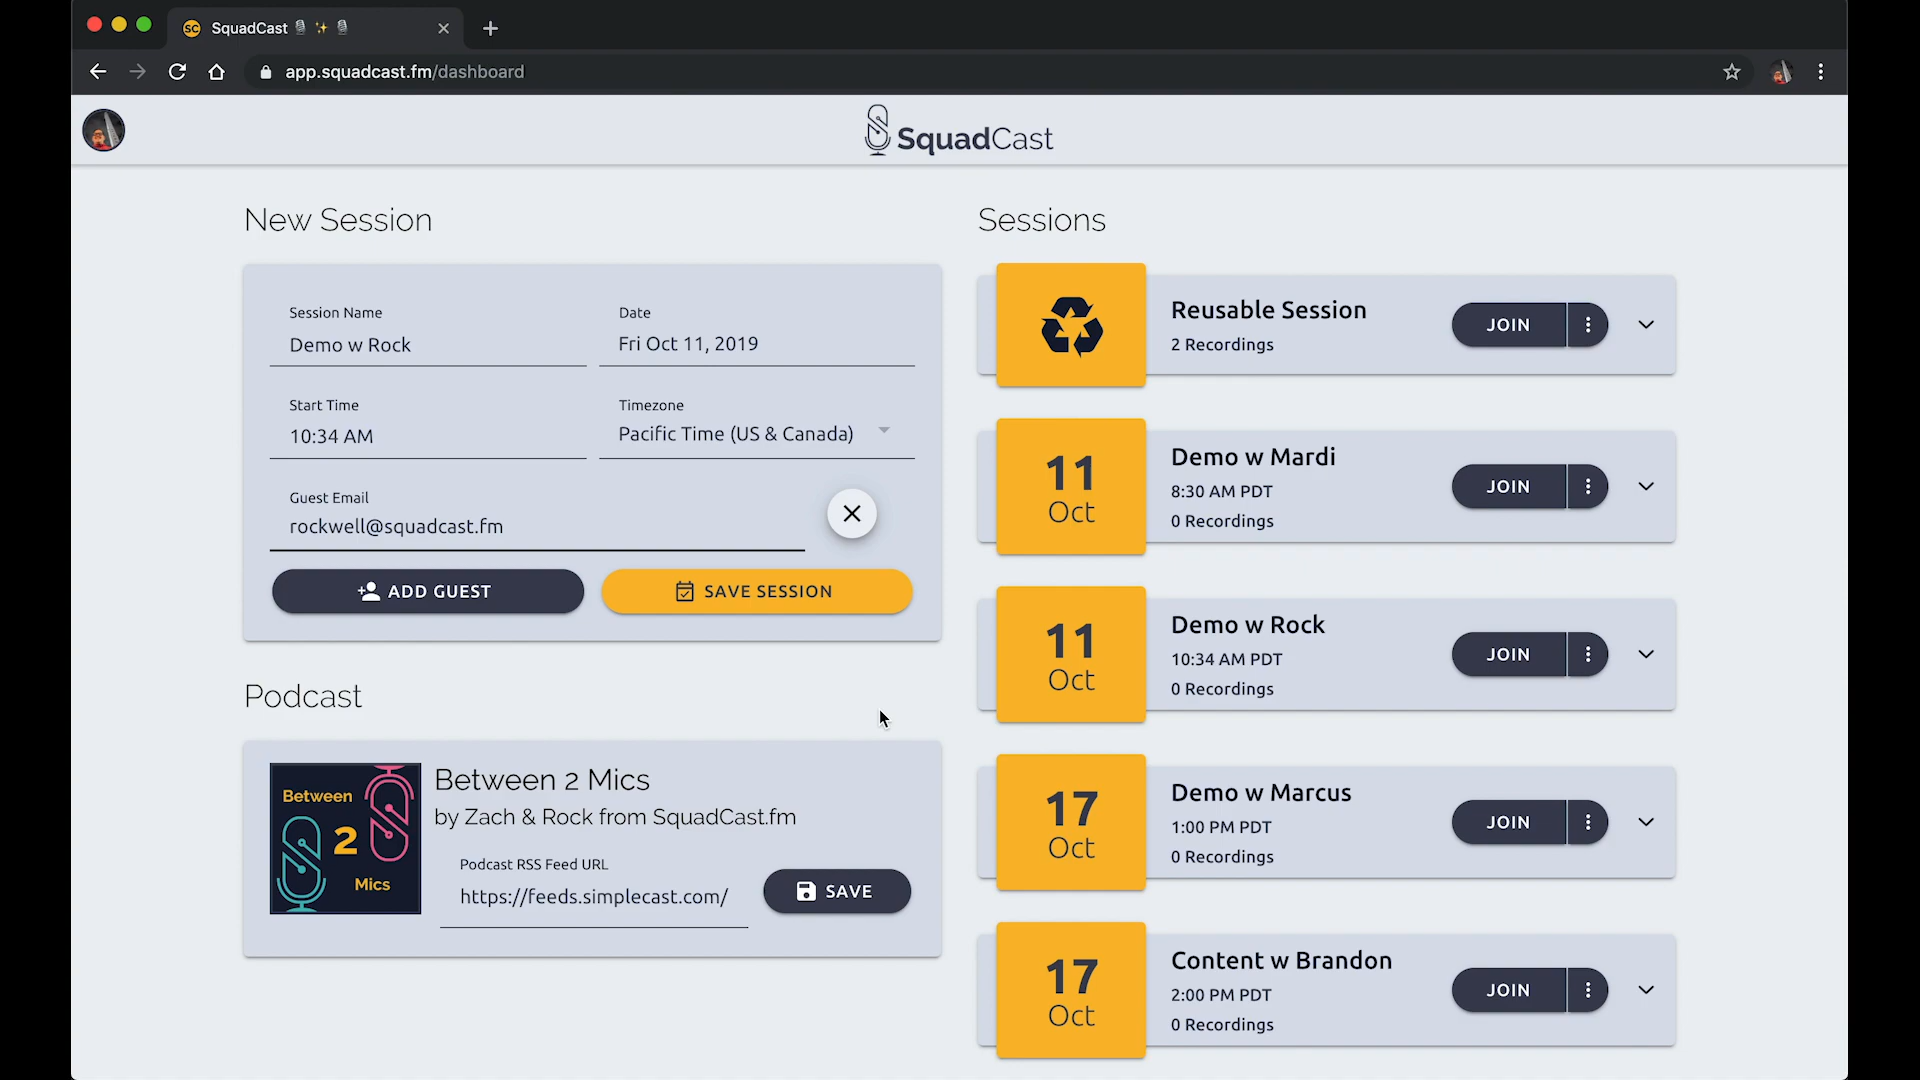 SquadCast
app.squadcast.fm/dashboard
SquadCast
New Session
Session Name
Demo w Rock
Date
Fri Oct 11, 2019
Start Time
10:34 AM
Timezone
Pacific Time (US & Canada)
Guest Email
rockwell@squadcast.fm
ADD GUEST
SAVE SESSION
Podcast
Between
2
Mics
Between 2 Mics
by Zach & Rock from SquadCast.fm
Podcast RSS Feed URL
https://feeds.simplecast.com/
SAVE
Sessions
Reusable Session
2 Recordings
JOIN
11
Oct
Demo w Mardi
8:30 AM PDT
0 Recordings
JOIN
11
Oct
Demo w Rock
10:34 AM PDT
0 Recordings
JOIN
17
Oct
Demo w Marcus
1:00 PM PDT
0 Recordings
JOIN
17
Oct
Content w Brandon
2:00 PM PDT
0 Recordings
JOIN